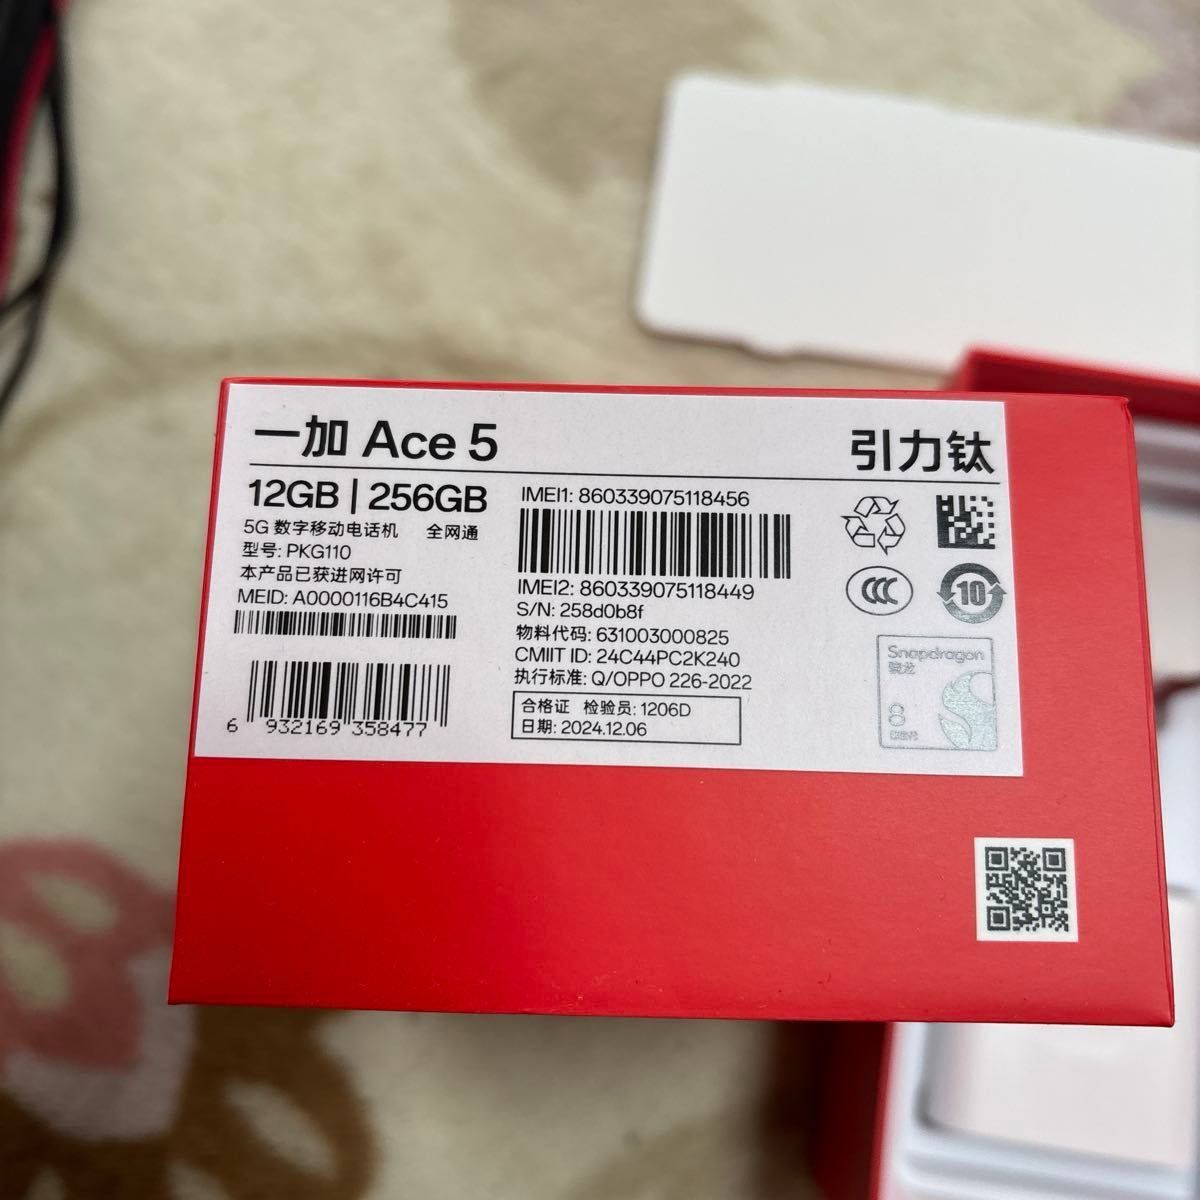 一加 Ace 5
引力钛
12GB | 256GB
5G 数字移动电话机 全网通
型号: PKG110
本产品已获进网许可
MEID: A0000116B4C415
6 932169 358477
IMEI1: 860339075118456
IMEI2: 860339075118449
S/N: 258d0b8f
物料代码: 631003000825
CMIIT ID: 24C44PC2K240
执行标准: Q/OPPO 226-2022
合格证 检验员: 1206D
日期: 2024.12.06
CCC
10
Snapdragon
骁龙
8